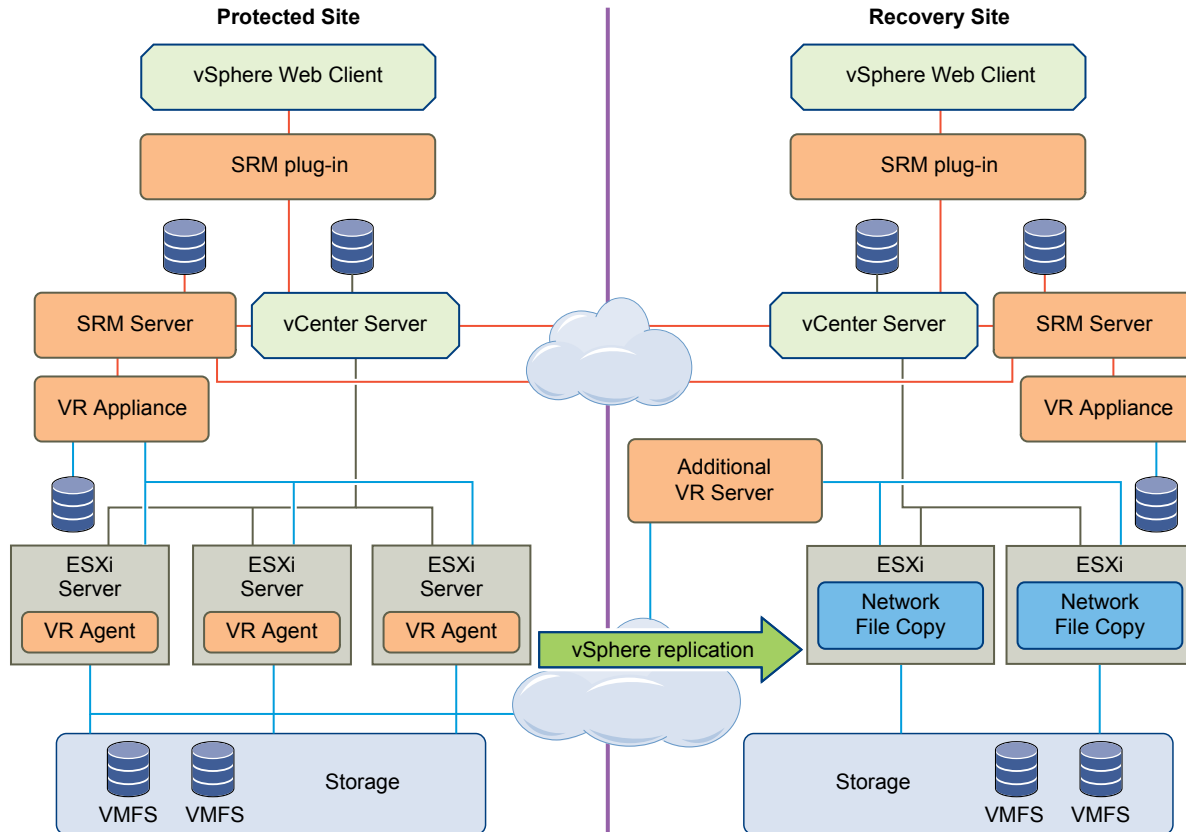 Protected Site
Recovery Site
vSphere Web Client
vSphere Web Client
SRM plug-in
SRM plug-in
SRM Server
vCenter Server
vCenter Server
SRM Server
VR Appliance
VR Appliance
Additional
VR Server
ESXi
Server
VR Agent
ESXi
Server
VR Agent
ESXi
Server
VR Agent
vSphere replication
ESXi
Network
File Copy
ESXi
Network
File Copy
VMFS
VMFS
Storage
Storage
VMFS
VMFS